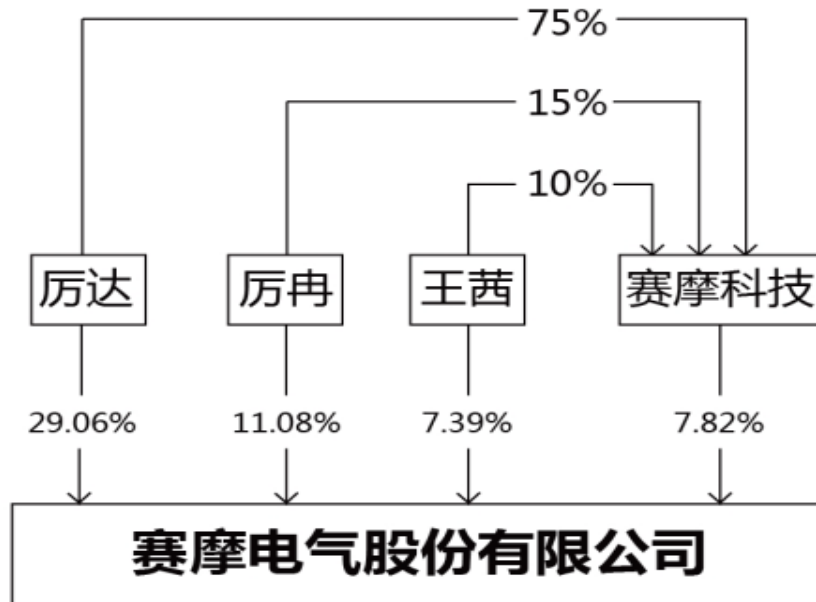 75%
15%
10%
厉达
厉冉
王茜
赛摩科技
29.06%
11.08%
7.39%
7.82%
赛摩电气股份有限公司